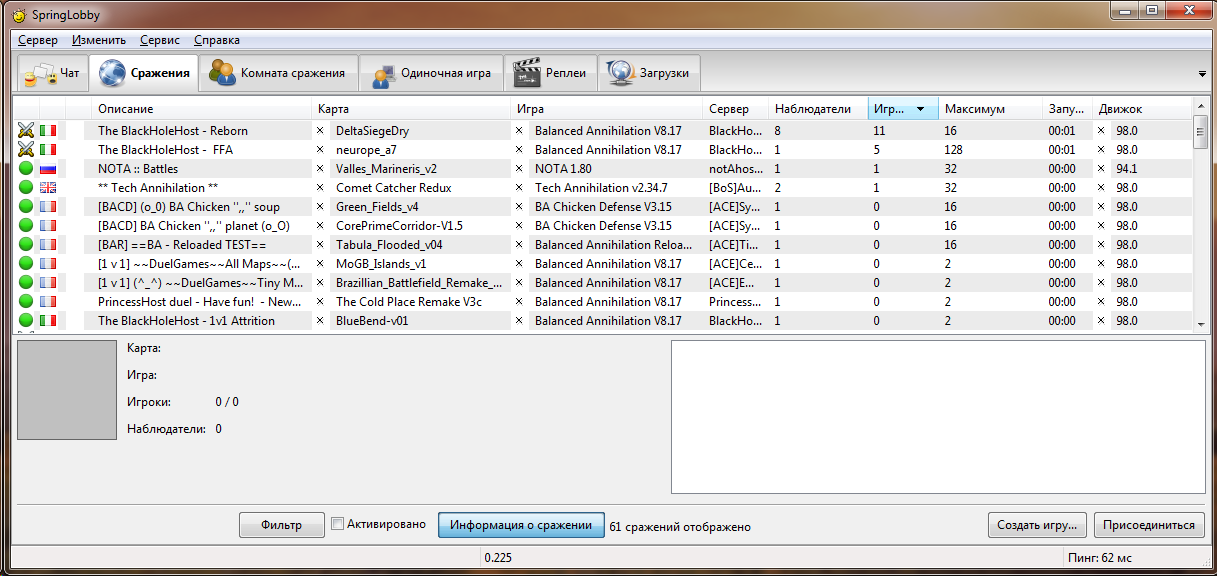 SpringLobby
Сервер Изменить Сервис Справка
Чат Сражения Комната сражения Одиночная игра Реплеи Загрузки
Описание Карта Игра Сервер Наблюдатели Игр... Максимум Запу... Движок
The BlackHoleHost - Reborn × DeltaSiegeDry × Balanced Annihilation V8.17 BlackHo... 8 11 16 00:01 × 98.0
The BlackHoleHost - FFA × neurope_a7 × Balanced Annihilation V8.17 BlackHo... 1 5 128 00:01 × 98.0
NOTA :: Battles × Valles_Marineris_v2 × NOTA 1.80 notAhos... 1 1 32 00:00 × 94.1
** Tech Annihilation ** × Comet Catcher Redux × Tech Annihilation v2.34.7 [BoS]Au... 2 1 32 00:00 × 98.0
[BACD] (o_0) BA Chicken ",," soup × Green_Fields_v4 × BA Chicken Defense V3.15 [ACE]Sy... 1 0 16 00:00 × 98.0
[BACD] BA Chicken ",," planet (o_O) × CorePrimeCorridor-V1.5 × BA Chicken Defense V3.15 [ACE]Sy... 1 0 16 00:00 × 98.0
[BAR] ==BA - Reloaded TEST== × Tabula_Flooded_v04 × Balanced Annihilation Reloa... [ACE]Ti... 1 0 16 00:00 × 98.0
[1 v 1] ~~DuelGames~~All Maps~~(... × MoGB_Islands_v1 × Balanced Annihilation V8.17 [ACE]Ce... 1 0 2 00:00 × 98.0
[1 v 1] (^_^) ~~DuelGames~~Tiny M... × Brazillian_Battlefield_Remake_... × Balanced Annihilation V8.17 [ACE]E... 1 0 2 00:00 × 98.0
PrincessHost duel - Have fun! - New... × The Cold Place Remake V3c × Balanced Annihilation V8.17 Princess... 1 0 2 00:00 × 98.0
The BlackHoleHost - 1v1 Attrition × BlueBend-v01 × Balanced Annihilation V8.17 BlackHo... 1 0 2 00:00 × 98.0
Карта:
Игра:
Игроки: 0 / 0
Наблюдатели: 0
Фильтр Активировано Информация о сражении 61 сражений отображено Создать игру... Присоединиться
0.225 Пинг: 62 мс